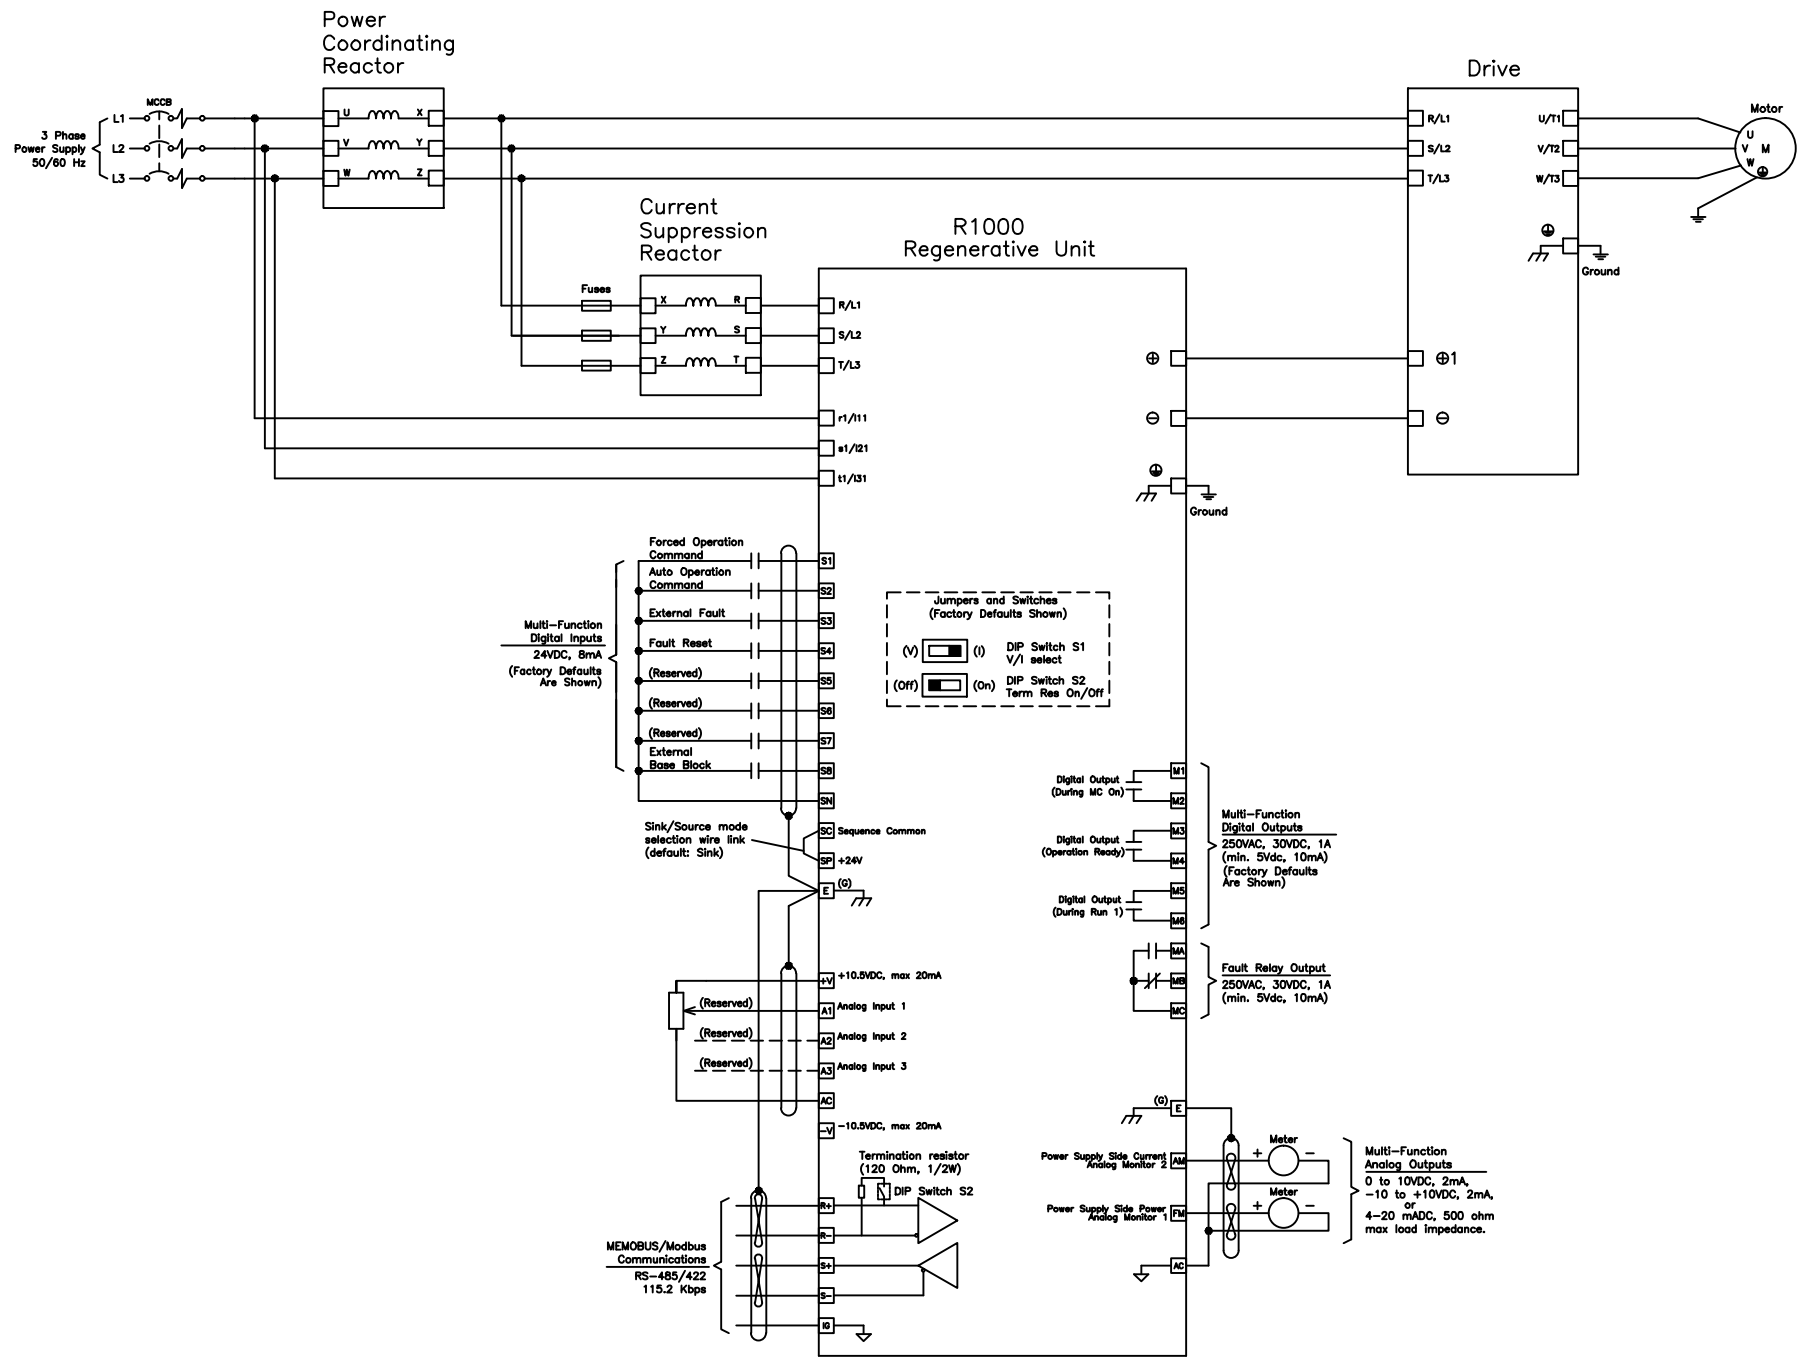 Power
Coordinating
Reactor
Drive
MCCB
3 Phase
Power Supply
50/60 Hz
L1
L2
L3
U
X
V
Y
W
Z
R/L1
S/L2
T/L3
U/T1
V/T2
W/T3
Motor
U
V M
W
Ground
Current
Suppression
Reactor
R1000
Regenerative Unit
Fuses
X
R
Y
S
Z
T
R/L1
S/L2
T/L3
r1/l11
s1/l21
t1/l31
⊕
⊕1
⊖
⊖
Ground
Multi-Function
Digital Inputs
24VDC, 8mA
(Factory Defaults
Are Shown)
Forced Operation
Command
S1
Auto Operation
Command
S2
External Fault
S3
Fault Reset
S4
(Reserved)
S5
(Reserved)
S6
(Reserved)
S7
External
Base Block
S8
SN
Sink/Source mode
selection wire link
(default: Sink)
SC
Sequence Common
SP
+24V
E
(G)
Jumpers and Switches
(Factory Defaults Shown)
(V)
(I)
DIP Switch S1
V/I select
(Off)
(On)
DIP Switch S2
Term Res On/Off
Digital Output
(During MC On)
M1
M2
Digital Output
(Operation Ready)
M3
M4
Digital Output
(During Run 1)
M5
M6
Multi-Function
Digital Outputs
250VAC, 30VDC, 1A
(min. 5Vdc, 10mA)
(Factory Defaults
Are Shown)
MA
MB
MC
Fault Relay Output
250VAC, 30VDC, 1A
(min. 5Vdc, 10mA)
+V
+10.5VDC, max 20mA
(Reserved)
A1
Analog Input 1
(Reserved)
A2
Analog Input 2
(Reserved)
A3
Analog Input 3
AC
-V
-10.5VDC, max 20mA
Termination resistor
(120 Ohm, 1/2W)
DIP Switch S2
R+
R-
S+
S-
IG
MEMOBUS/Modbus
Communications
RS-485/422
115.2 Kbps
(G)
E
Power Supply Side Current
Analog Monitor 2
AM
+
Meter
-
Power Supply Side Power
Analog Monitor 1
FM
+
Meter
-
AC
Multi-Function
Analog Outputs
0 to 10VDC, 2mA,
-10 to +10VDC, 2mA,
or
4-20 mADC, 500 ohm
max load impedance.